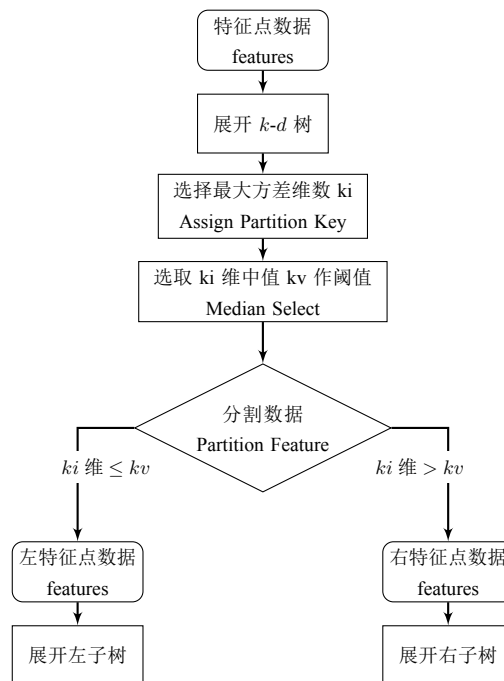 特征点数据
features
展开 k-d 树
选择最大方差维数 ki
Assign Partition Key
选取 ki 维中值 kv 作阈值
Median Select
分割数据
Partition Feature
ki 维 ≤ kv
ki 维 > kv
左特征点数据
features
右特征点数据
features
展开左子树
展开右子树